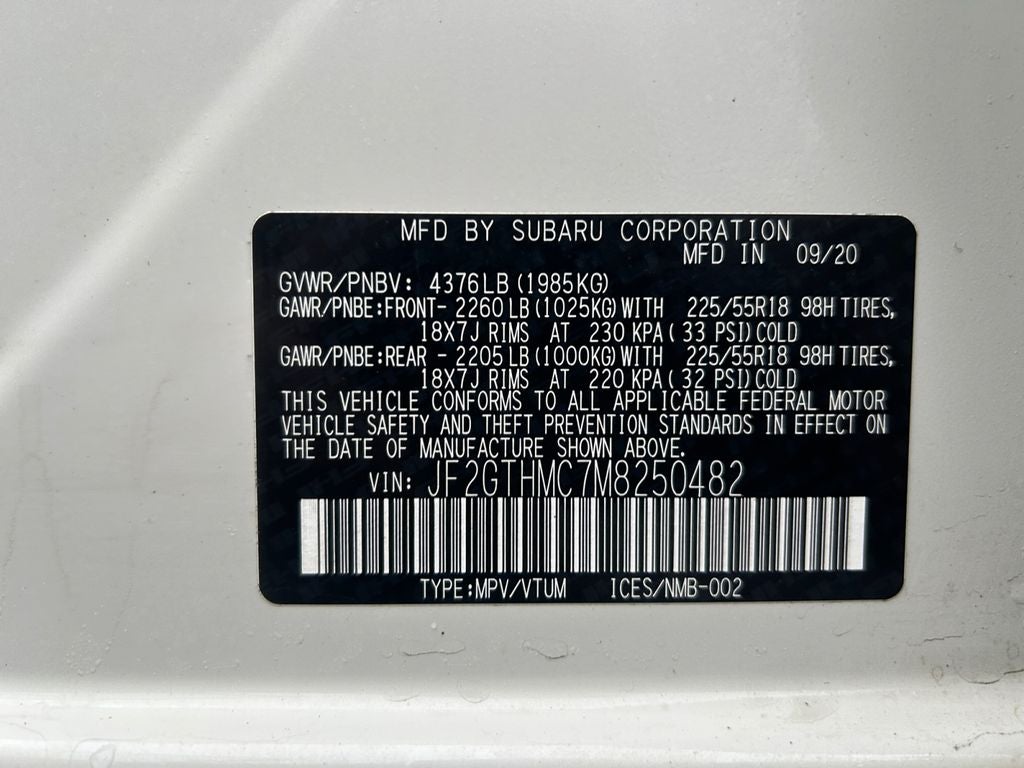 MFD BY SUBARU CORPORATION
MFD IN 09/20
GVWR/PNBV: 4376LB (1985KG)
GAWR/PNBE:FRONT- 2260 LB (1025KG) WITH 225/55R18 98H TIRES,
18X7J RIMS AT 230 KPA ( 33 PSI) COLD
GAWR/PNBE:REAR - 2205 LB (1000KG) WITH 225/55R18 98H TIRES,
18X7J RIMS AT 220 KPA ( 32 PSI) COLD
THIS VEHICLE CONFORMS TO ALL APPLICABLE FEDERAL MOTOR
VEHICLE SAFETY AND THEFT PREVENTION STANDARDS IN EFFECT ON
THE DATE OF MANUFACTURE SHOWN ABOVE.
VIN: JF2GTHMC7M8250482
TYPE:MPV/VTUM ICES/NMB-002